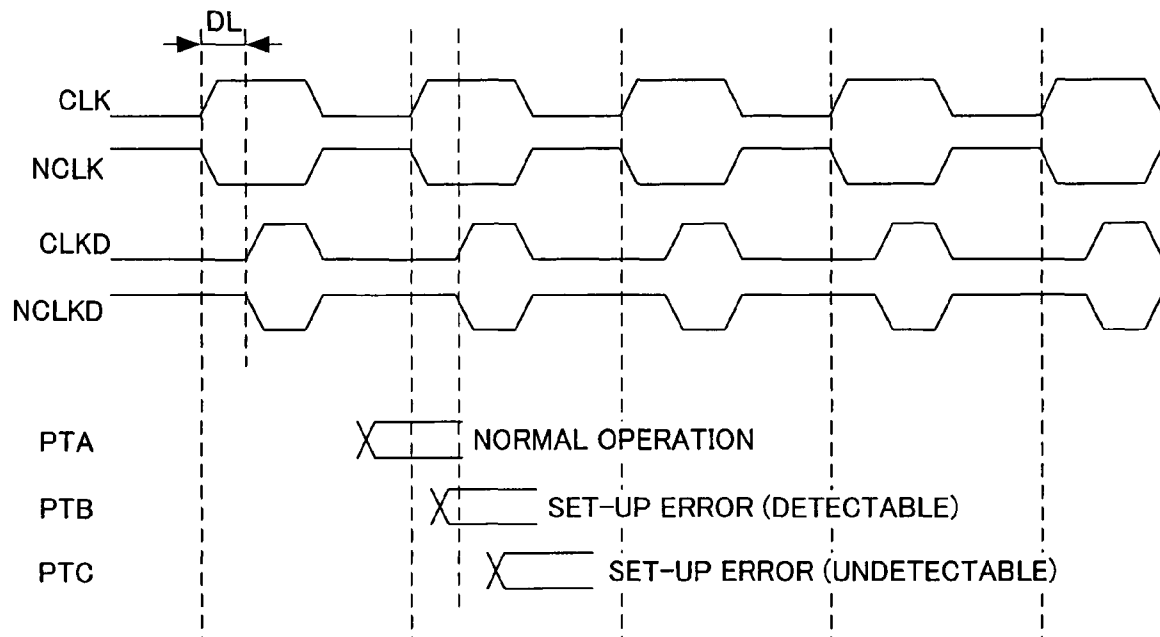 DL
CLK
NCLK
CLKD
NCLKD
PTA NORMAL OPERATION
PTB SET-UP ERROR (DETECTABLE)
PTC SET-UP ERROR (UNDETECTABLE)